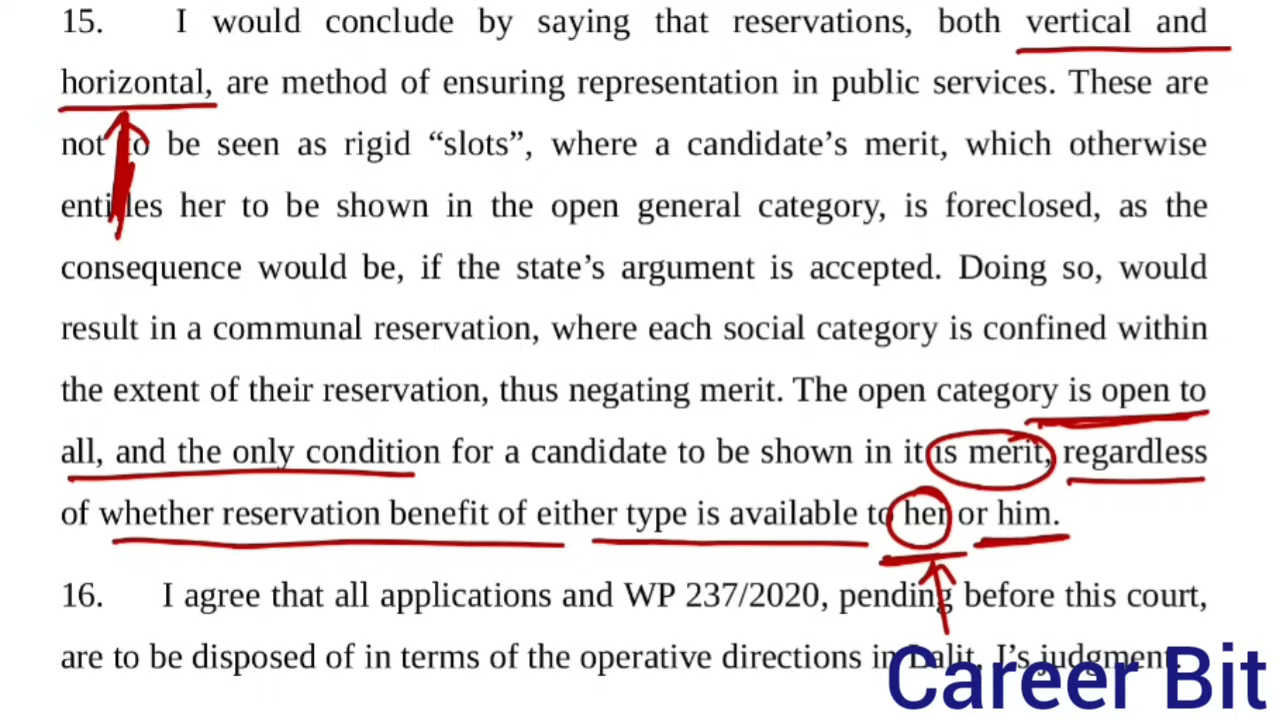 15. I would conclude by saying that reservations, both vertical and
horizontal, are method of ensuring representation in public services. These are
not to be seen as rigid “slots”, where a candidate’s merit, which otherwise
entitles her to be shown in the open general category, is foreclosed, as the
consequence would be, if the state’s argument is accepted. Doing so, would
result in a communal reservation, where each social category is confined within
the extent of their reservation, thus negating merit. The open category is open to
all, and the only condition for a candidate to be shown in it is merit, regardless
of whether reservation benefit of either type is available to her or him.
16. I agree that all applications and WP 237/2020, pending before this court,
are to be disposed of in terms of the operative directions in Lalit, J’s judgment.
Career Bit